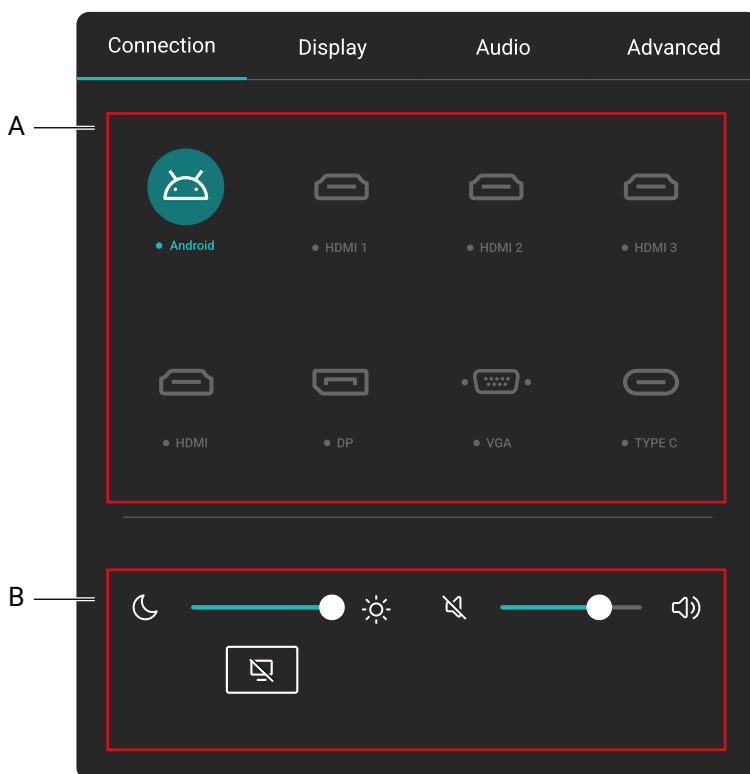 Connection Display Audio Advanced
A
• Android • HDMI 1 • HDMI 2 • HDMI 3
• HDMI • DP • VGA • TYPE C
B